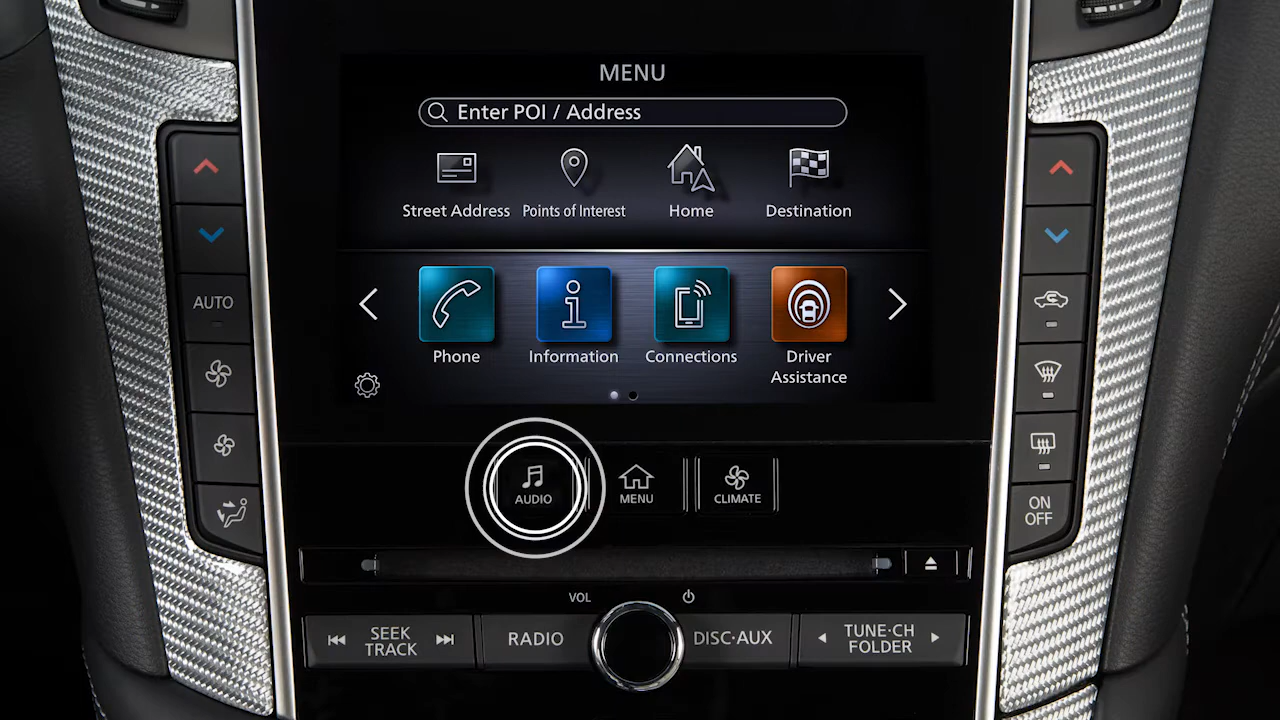 MENU
Enter POI / Address
Street Address
Points of Interest
Home
Destination
Phone
Information
Connections
Driver
Assistance
AUTO
ON
OFF
AUDIO
MENU
CLIMATE
VOL
SEEK
TRACK
RADIO
DISC·AUX
TUNE·CH
FOLDER